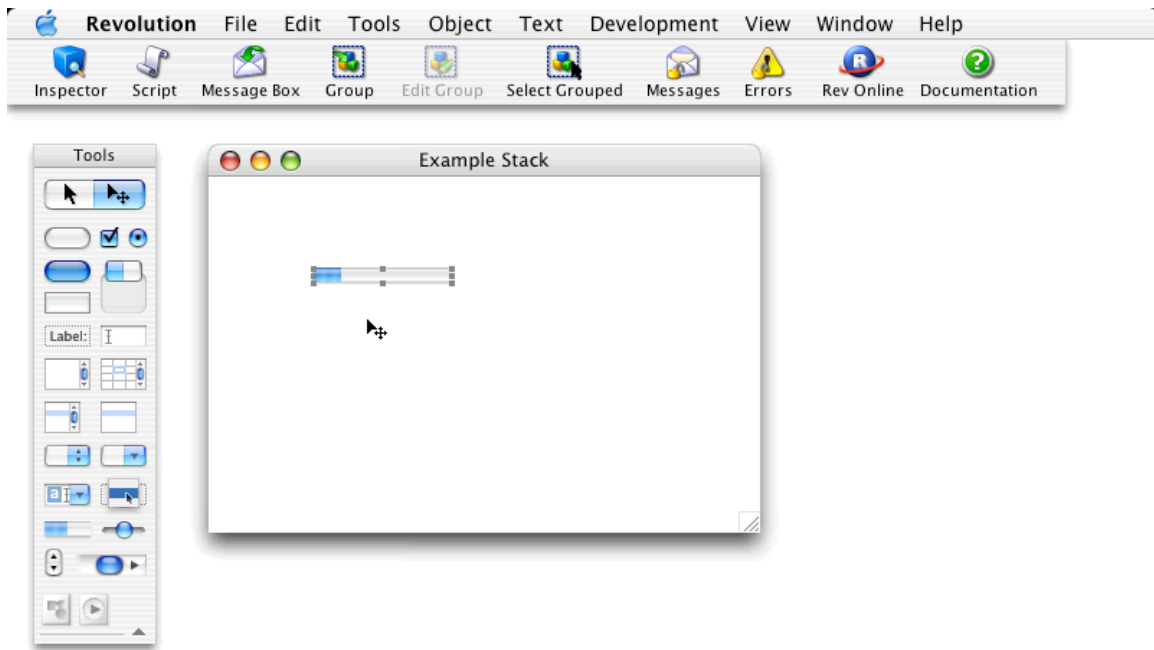 Revolution File Edit Tools Object Text Development View Window Help
R ?
Inspector Script Message Box Group Edit Group Select Grouped Messages Errors Rev Online Documentation
Tools
Example Stack
Label:
a